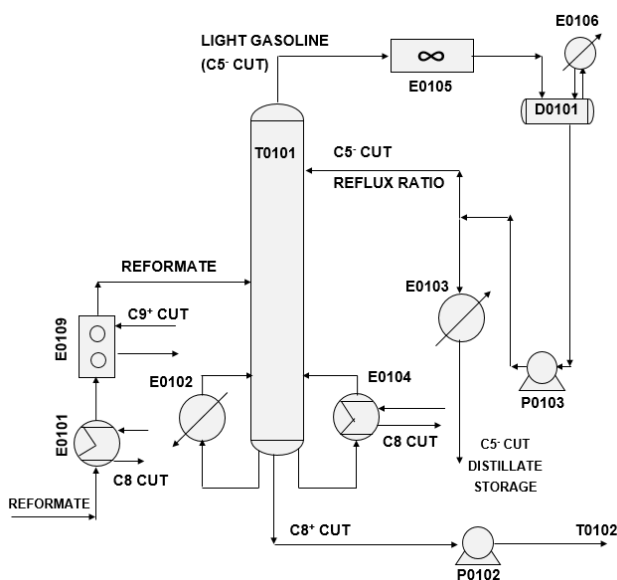 E0106
LIGHT GASOLINE
(C5⁻ CUT)
E0105
D0101
T0101
C5⁻ CUT
REFLUX RATIO
REFORMATE
E0103
C9⁺ CUT
E0109
E0102
E0104
P0103
E0101
C8 CUT
C8 CUT
C5⁻ CUT
DISTILLATE
STORAGE
REFORMATE
C8⁺ CUT
T0102
P0102